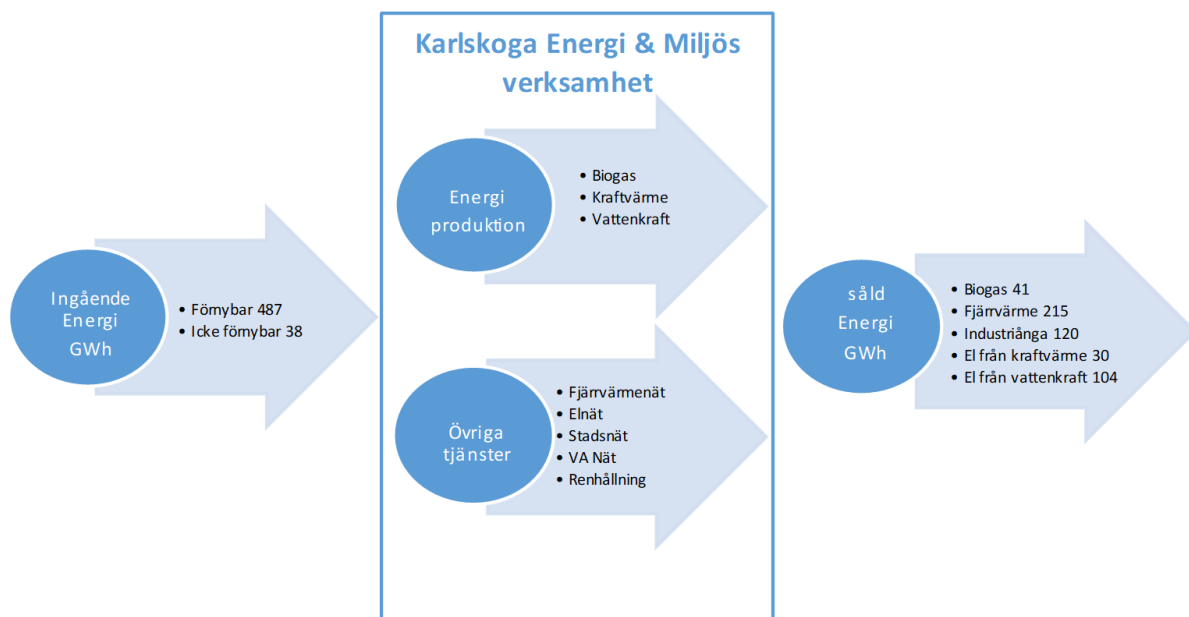 Karlskoga Energi & Miljös
verksamhet
Ingående
Energi
GWh
• Förnybar 487
• Icke förnybar 38
Energi
produktion
• Biogas
• Kraftvärme
• Vattenkraft
Övriga
tjänster
• Fjärrvärmenät
• Elnät
• Stadsnät
• VA Nät
• Renhållning
såld
Energi
GWh
• Biogas 41
• Fjärrvärme 215
• Industriånga 120
• El från kraftvärme 30
• El från vattenkraft 104